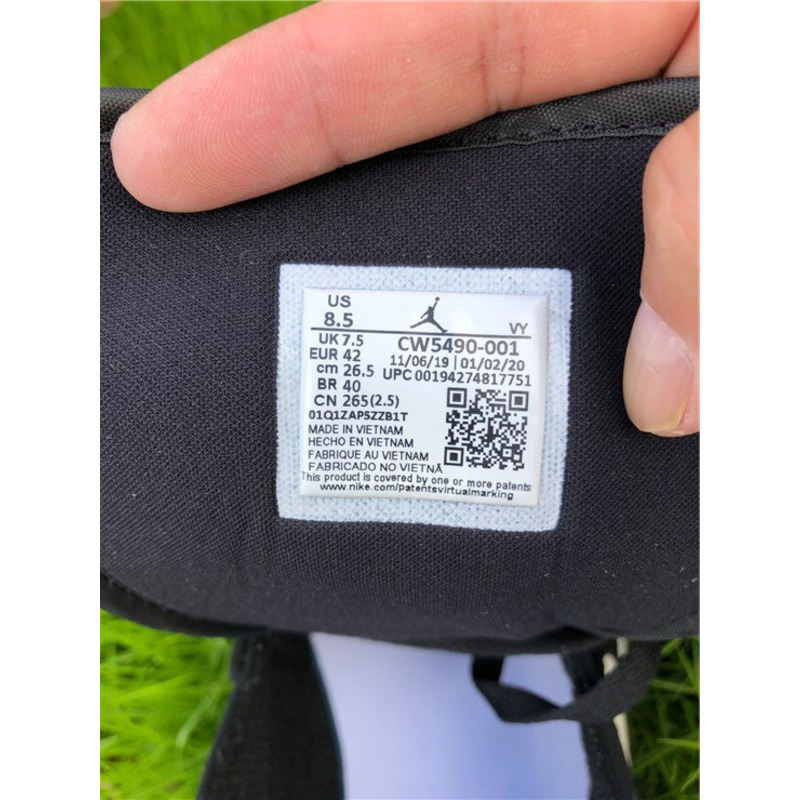 US
8.5
VY
UK 7.5
CW5490-001
EUR 42
11/06/19 | 01/02/20
cm 26.5
UPC 00194274817751
BR 40
CN 265(2.5)
01Q1ZAP5ZZB1T
MADE IN VIETNAM
HECHO EN VIETNAM
FABRIQUE AU VIETNAM
FABRICADO NO VIETNÃ
This product is covered by one or more patents
www.nike.com/patentsvirtualmarking